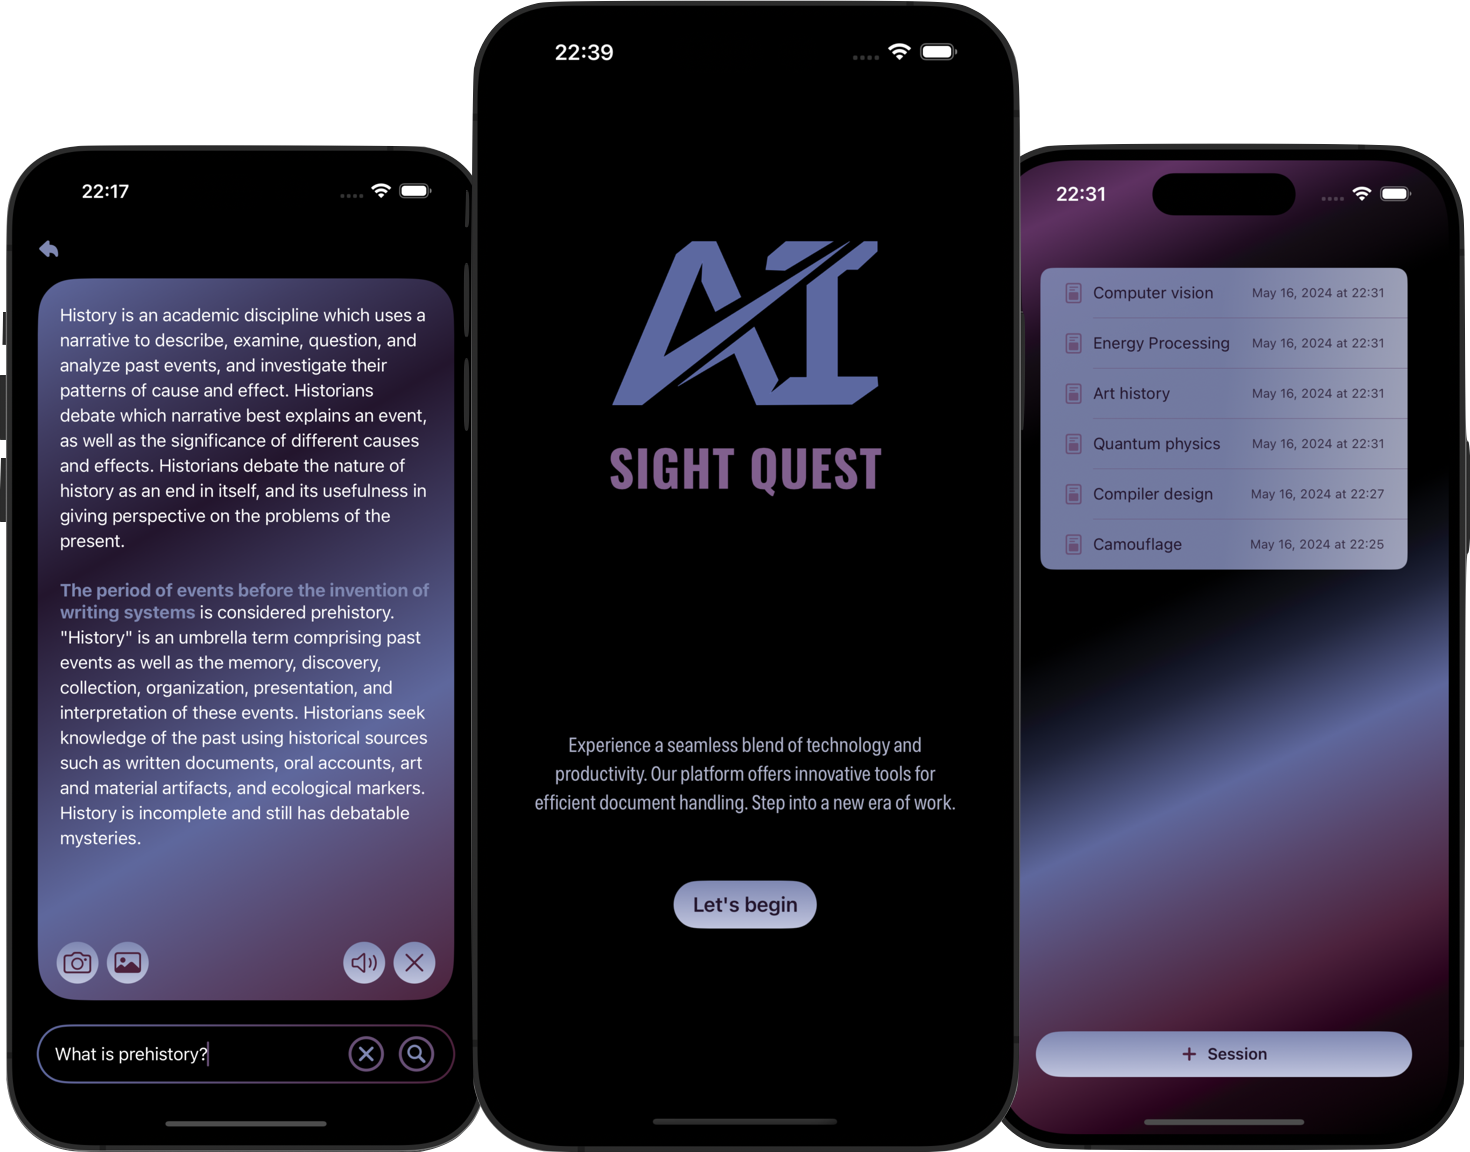 22:17
History is an academic discipline which uses a
narrative to describe, examine, question, and
analyze past events, and investigate their
patterns of cause and effect. Historians
debate which narrative best explains an event,
as well as the significance of different causes
and effects. Historians debate the nature of
history as an end in itself, and its usefulness in
giving perspective on the problems of the
present.
The period of events before the invention of
writing systems is considered prehistory.
"History" is an umbrella term comprising past
events as well as the memory, discovery,
collection, organization, presentation, and
interpretation of these events. Historians seek
knowledge of the past using historical sources
such as written documents, oral accounts, art
and material artifacts, and ecological markers.
History is incomplete and still has debatable
mysteries.
What is prehistory?
22:39
AI
SIGHT QUEST
Experience a seamless blend of technology and
productivity. Our platform offers innovative tools for
efficient document handling. Step into a new era of work.
Let's begin
22:31
Computer vision May 16, 2024 at 22:31
Energy Processing May 16, 2024 at 22:31
Art history May 16, 2024 at 22:31
Quantum physics May 16, 2024 at 22:31
Compiler design May 16, 2024 at 22:27
Camouflage May 16, 2024 at 22:25
+ Session